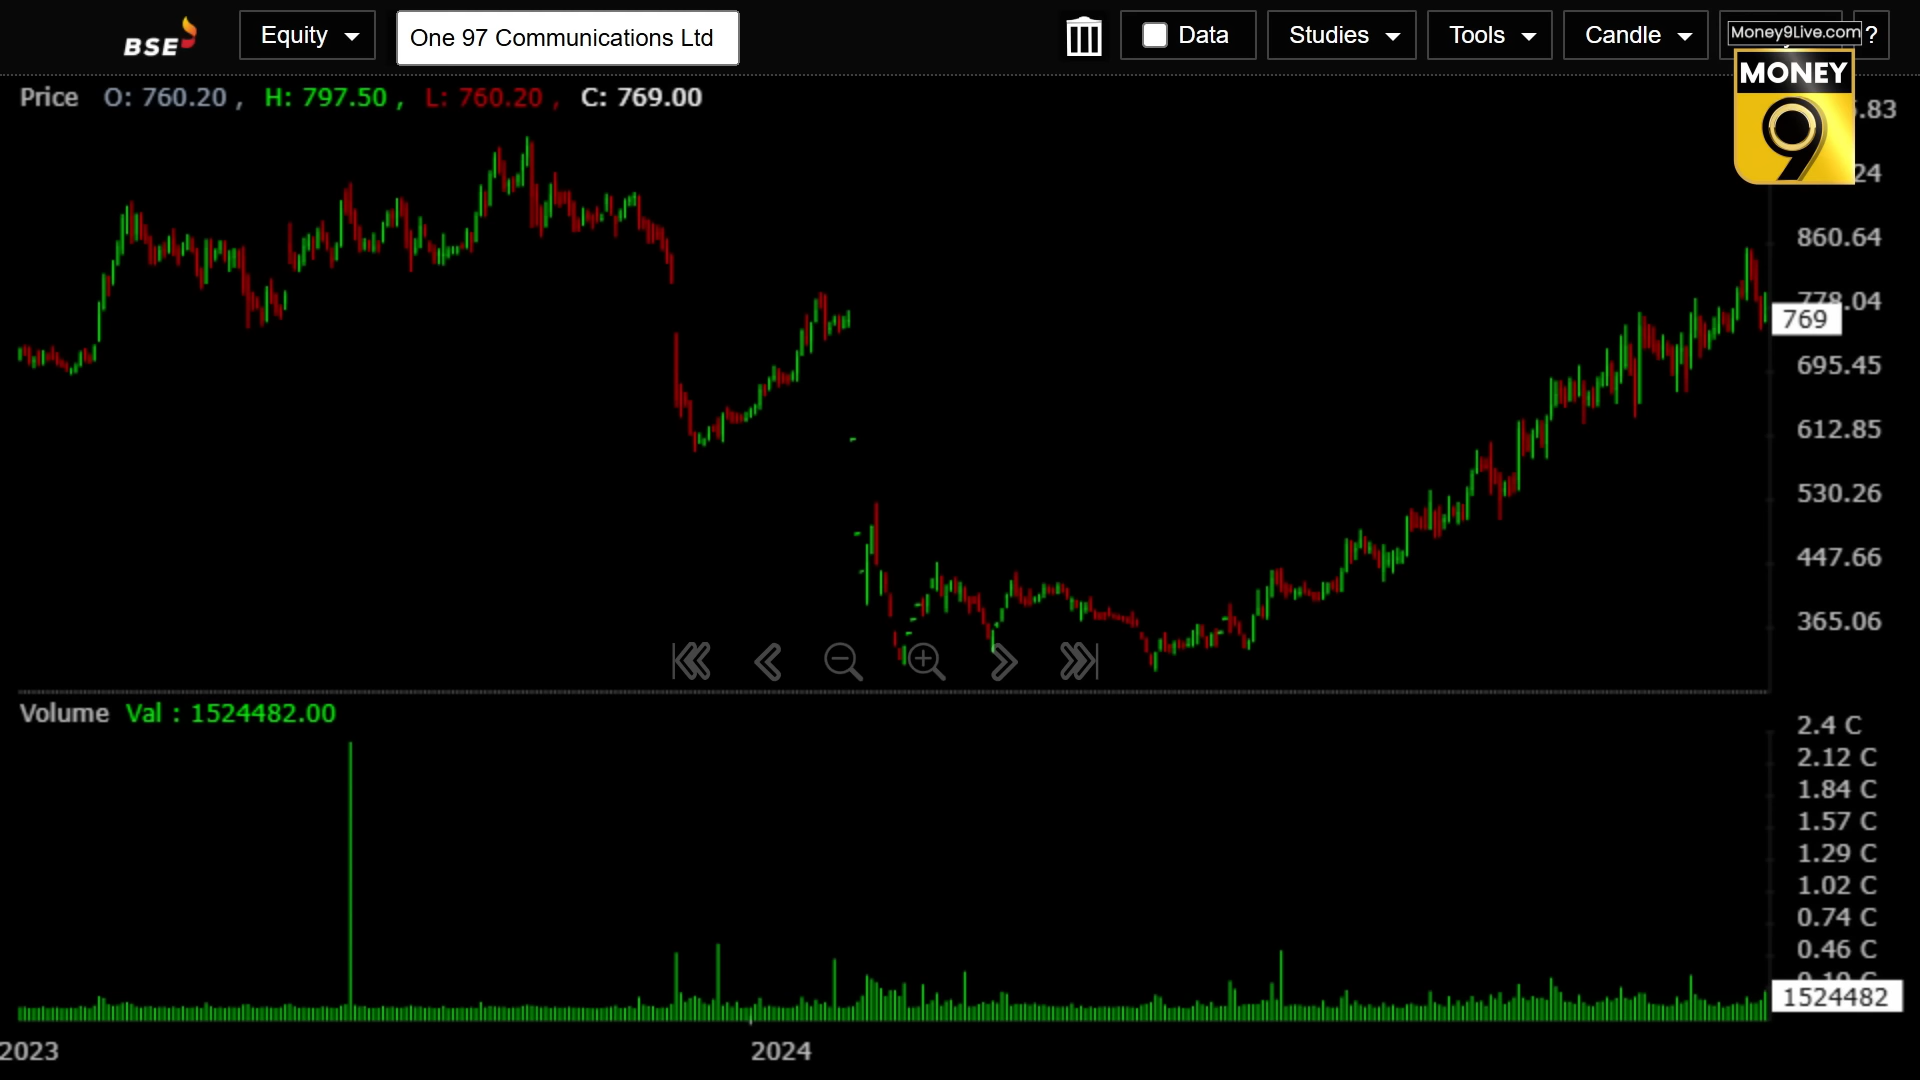 BSE
Equity
One 97 Communications Ltd
Data
Studies
Tools
Candle
Money9Live.com
?
MONEY
9
Price O: 760.20 , H: 797.50 , L: 760.20 , C: 769.00
860.64
778.04
769
695.45
612.85
530.26
447.66
365.06
Volume Val : 1524482.00
2.4 C
2.12 C
1.84 C
1.57 C
1.29 C
1.02 C
0.74 C
0.46 C
1524482
2023
2024